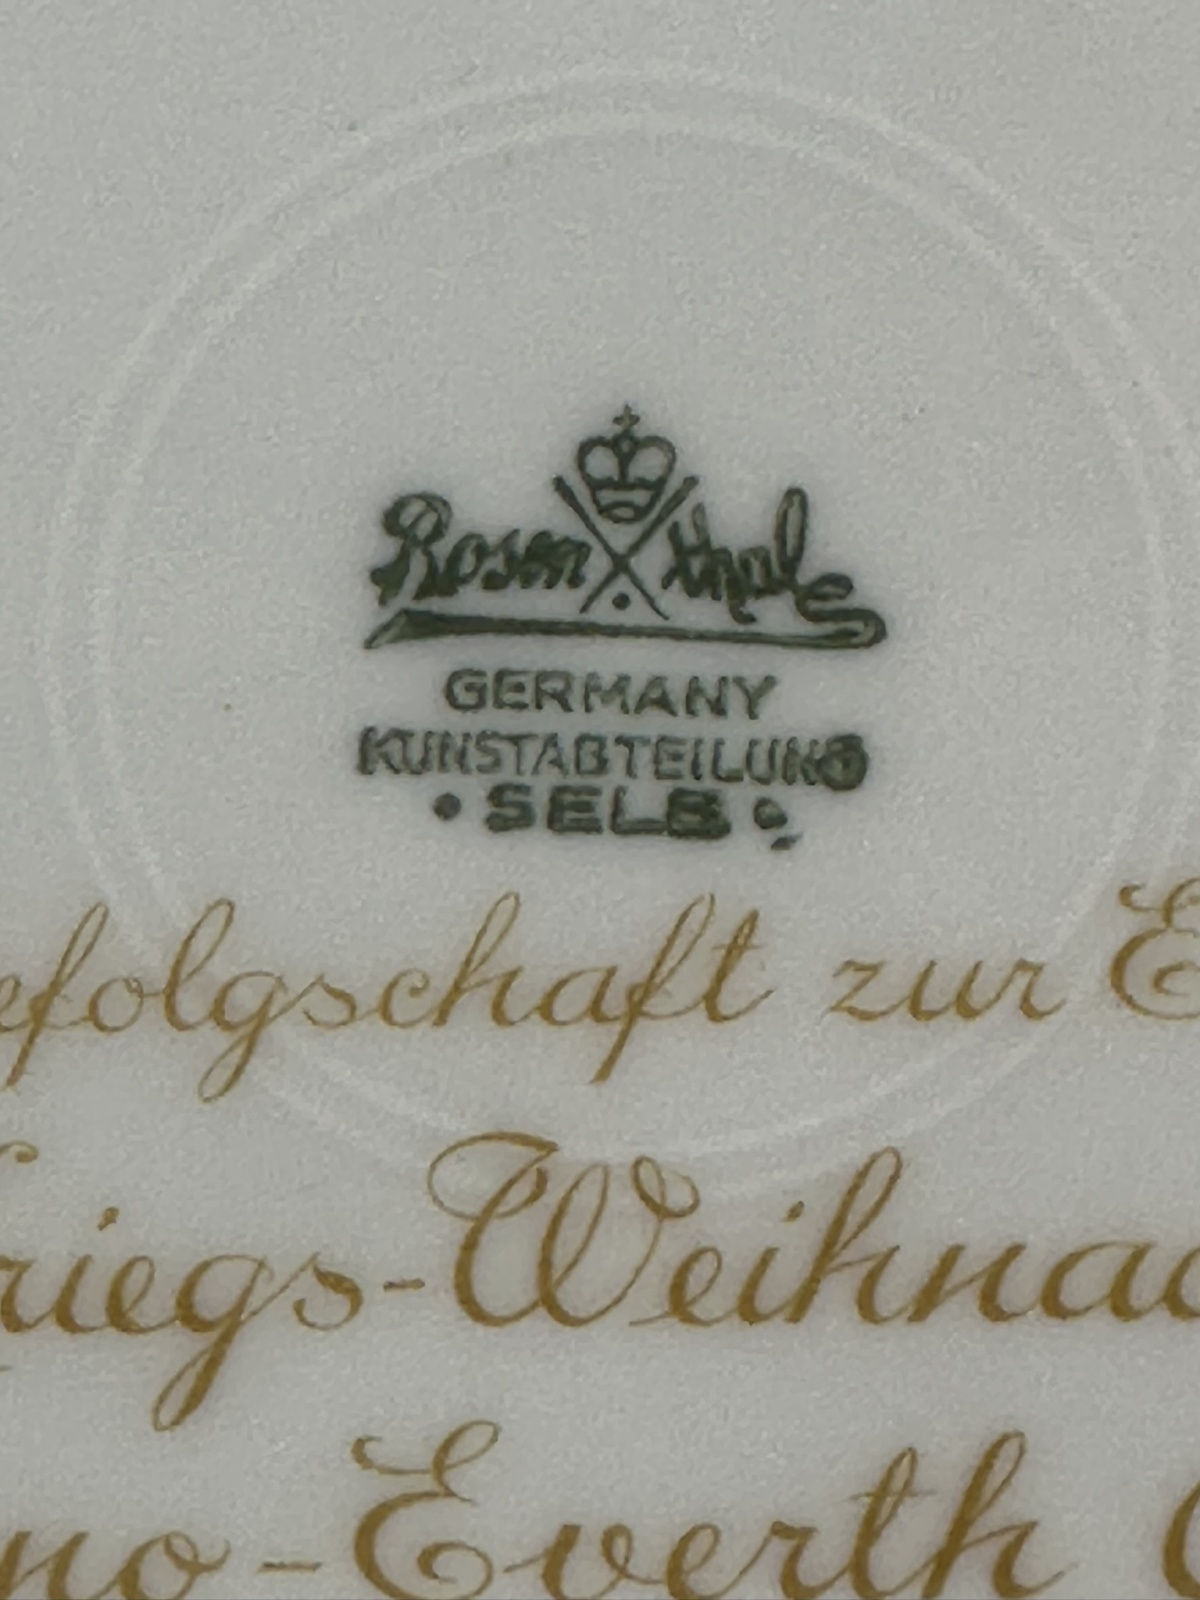 Rosenthal
GERMANY
KUNSTABTEILUNG
• SELB •
efolgschaft zur E
riegs-Weihnac
no-Everth